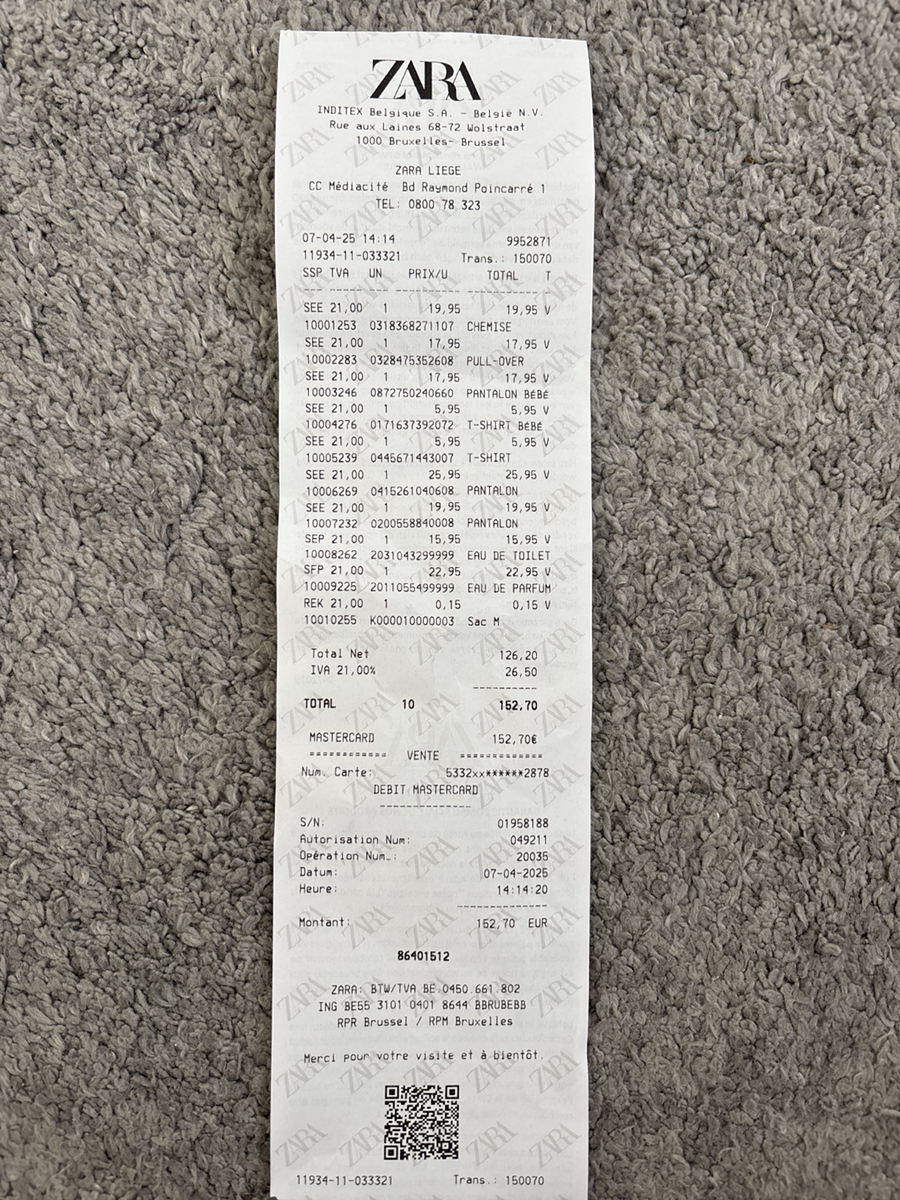 ZARA
INDITEX Belgique S.A. - België N.V.
Rue aux Laines 68-72 Wolstraat
1000 Bruxelles- Brussel
ZARA LIEGE
CC Médiacité Bd Raymond Poincarré 1
TEL: 0800 78 323
07-04-25 14:14 9952871
11934-11-033321 Trans.: 150070
SSP TVA UN PRIX/U TOTAL T
SEE 21,00 1 19,95 19,95 V
10001253 0318368271107 CHEMISE
SEE 21,00 1 17,95 17,95 V
10002283 0328475352608 PULL-OVER
SEE 21,00 1 17,95 17,95 V
10003246 0872750240660 PANTALON BÉBÉ
SEE 21,00 1 5,95 5,95 V
10004276 0171637392072 T-SHIRT BÉBÉ
SEE 21,00 1 5,95 5,95 V
10005239 0445671443007 T-SHIRT
SEE 21,00 1 25,95 25,95 V
10006269 0415261040608 PANTALON
SEE 21,00 1 19,95 19,95 V
10007232 0200558840008 PANTALON
SEP 21,00 1 15,95 15,95 V
10008262 2031043299999 EAU DE TOILET
SFP 21,00 1 22,95 22,95 V
10009225 2011055499999 EAU DE PARFUM
REK 21,00 1 0,15 0,15 V
10010255 K000010000003 Sac M
Total Net 126,20
IVA 21,00% 26,50
TOTAL 10 152,70
MASTERCARD 152,70€
============ VENTE =============
Num. Carte: 5332xx******2878
DEBIT MASTERCARD
S/N: 01958188
Autorisation Num: 049211
Opération Num.: 20035
Datum: 07-04-2025
Heure: 14:14:20
Montant: 152,70 EUR
86401512
ZARA: BTW/TVA BE.0450.661.802
ING BE55 3101 0401 8644 BBRUBEBB
RPR Brussel / RPM Bruxelles
Merci pour votre visite et à bientôt.
11934-11-033321 Trans.: 150070